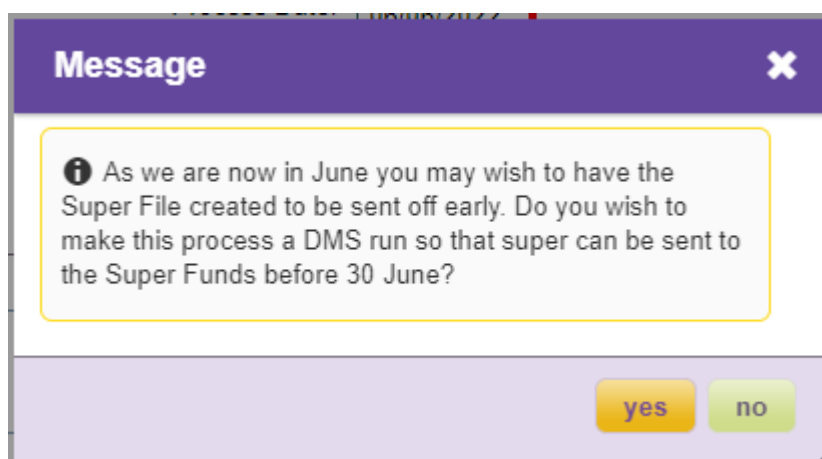 Message
As we are now in June you may wish to have the
Super File created to be sent off early. Do you wish to
make this process a DMS run so that super can be sent to
the Super Funds before 30 June?
yes
no